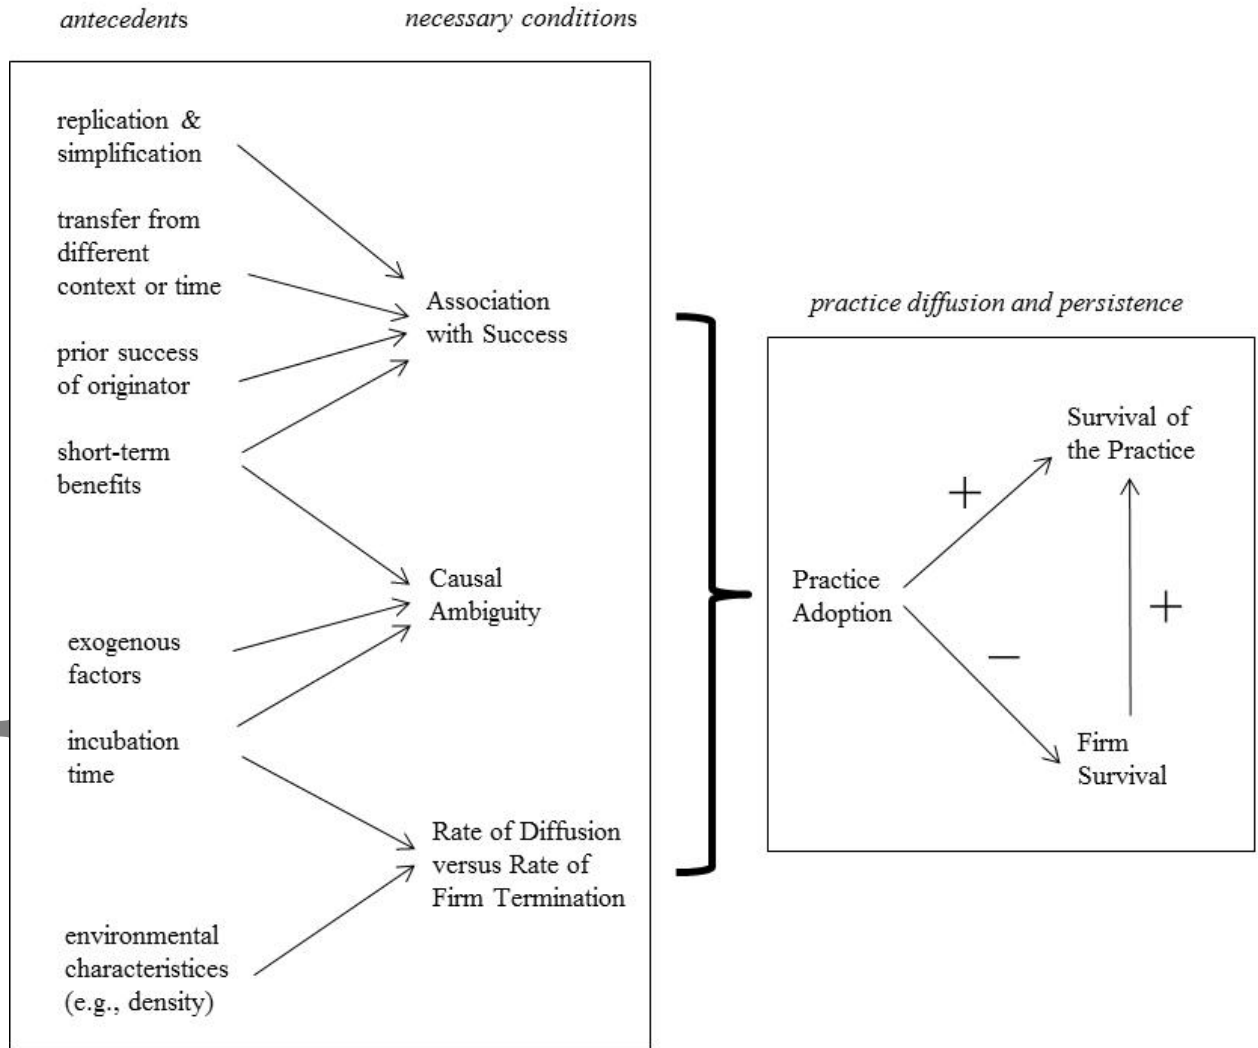 antecedents
necessary conditions
replication &
simplification
transfer from
different
context or time
prior success
of originator
short-term
benefits
exogenous
factors
incubation
time
environmental
characteristices
(e.g., density)
Association
with Success
Causal
Ambiguity
Rate of Diffusion
versus Rate of
Firm Termination
practice diffusion and persistence
Survival of
the Practice
+
Practice
Adoption
+
−
Firm
Survival